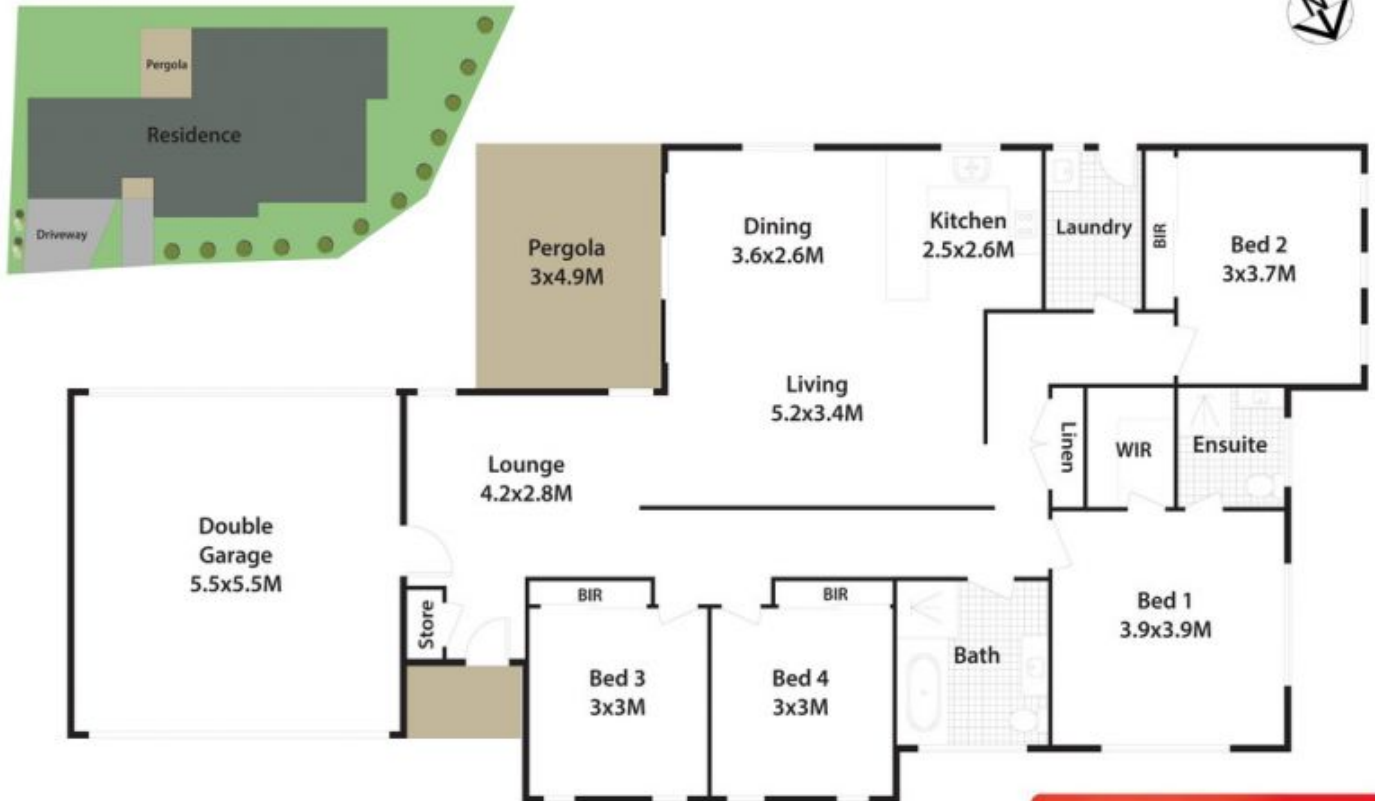 N
Pergola
Residence
Driveway
Pergola
3x4.9M
Dining
3.6x2.6M
Kitchen
2.5x2.6M
Laundry
BIR
Bed 2
3x3.7M
Living
5.2x3.4M
Linen
WIR
Ensuite
Lounge
4.2x2.8M
Double
Garage
5.5x5.5M
Store
BIR
BIR
Bed 3
3x3M
Bed 4
3x3M
Bath
Bed 1
3.9x3.9M